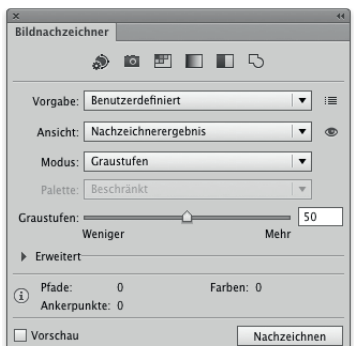 Bildnachzeichner
Vorgabe: Benutzerdefiniert
Ansicht: Nachzeichnerergebnis
Modus: Graustufen
Palette: Beschränkt
Graustufen: 50
Weniger Mehr
Erweitert
Pfade: 0 Farben: 0
Ankerpunkte: 0
Vorschau Nachzeichnen